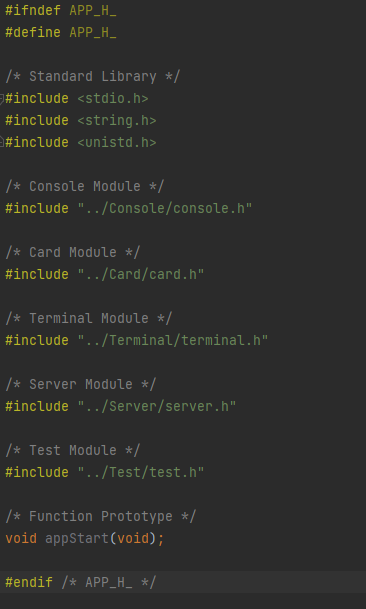 #ifndef APP_H_
#define APP_H_
/* Standard Library */
#include <stdio.h>
#include <string.h>
#include <unistd.h>
/* Console Module */
#include "../Console/console.h"
/* Card Module */
#include "../Card/card.h"
/* Terminal Module */
#include "../Terminal/terminal.h"
/* Server Module */
#include "../Server/server.h"
/* Test Module */
#include "../Test/test.h"
/* Function Prototype */
void appStart(void);
#endif /* APP_H_ */